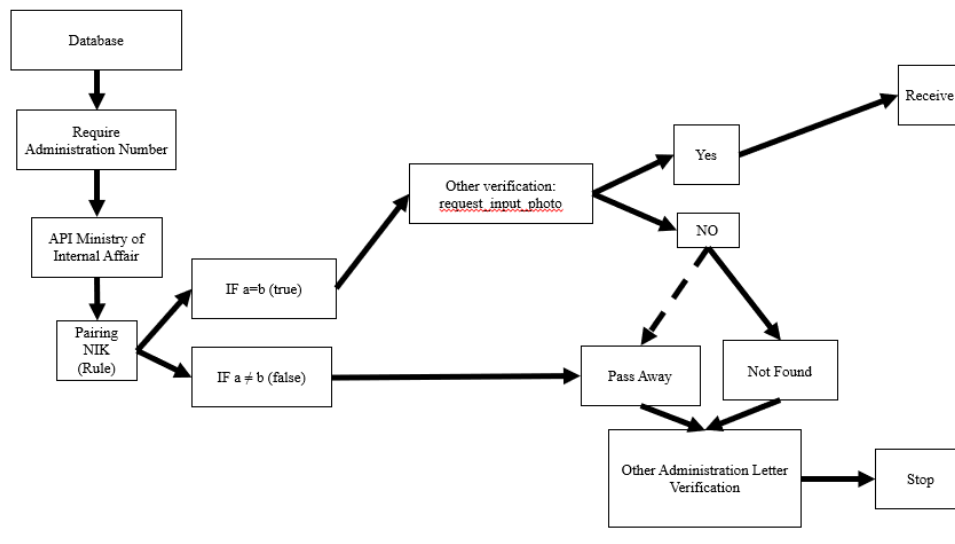 Database
Require
Administration Number
API Ministry of
Internal Affair
Pairing
NIK
(Rule)
IF a=b (true)
IF a ≠ b (false)
Other verification:
request_input_photo
Yes
NO
Receive
Pass Away
Not Found
Other Administration Letter
Verification
Stop